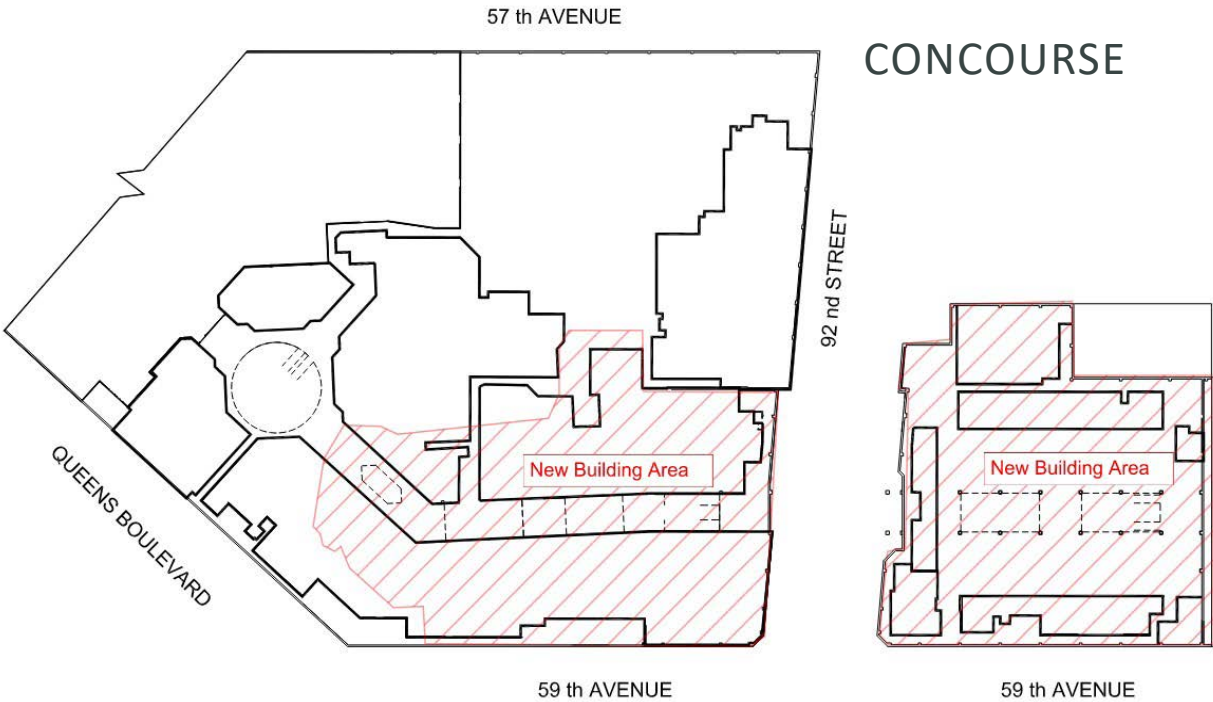 57 th AVENUE
CONCOURSE
92 nd STREET
QUEENS BOULEVARD
New Building Area
New Building Area
59 th AVENUE
59 th AVENUE